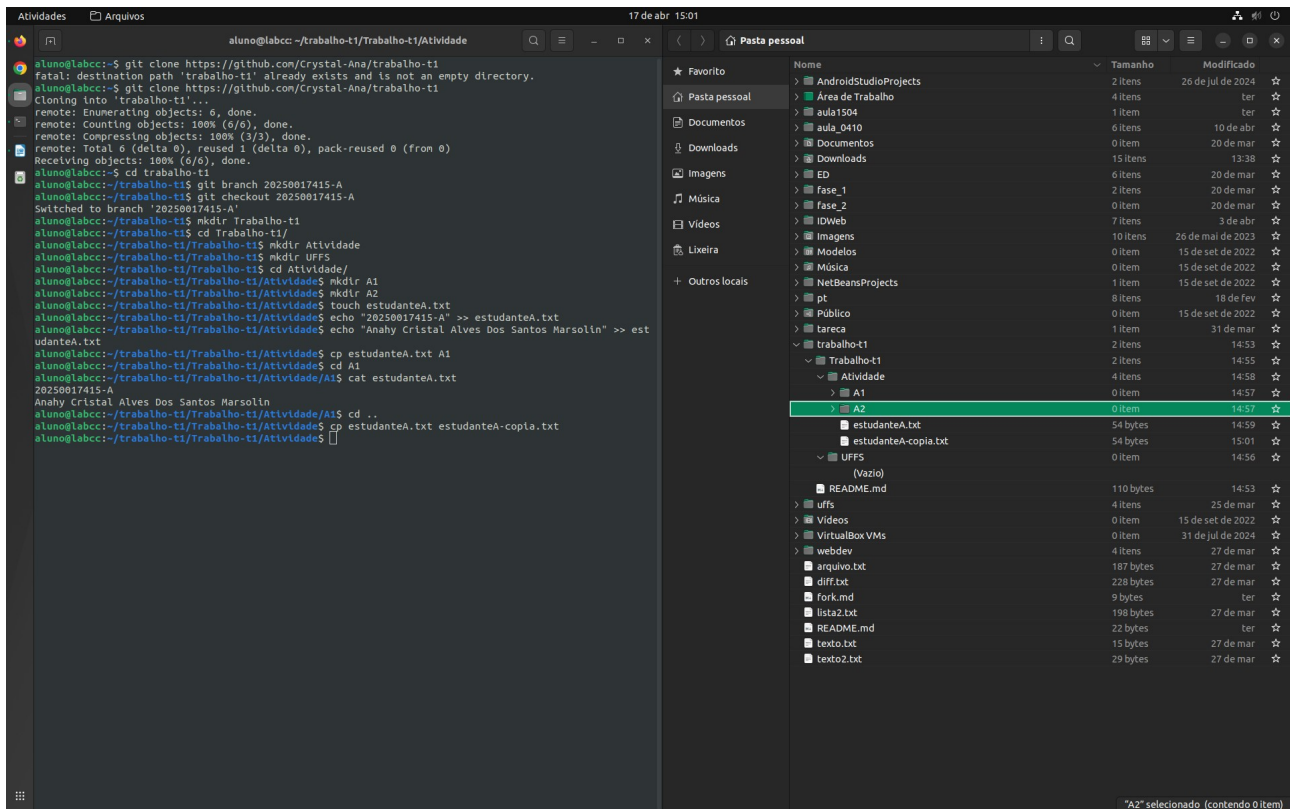 Atividades Arquivos 17 de abr 15:01
aluno@labcc: ~/trabalho-t1/Trabalho-t1/Atividade
aluno@labcc:~$ git clone https://github.com/Crystal-Ana/trabalho-t1
fatal: destination path 'trabalho-t1' already exists and is not an empty directory.
aluno@labcc:~$ git clone https://github.com/Crystal-Ana/trabalho-t1
Cloning into 'trabalho-t1'...
remote: Enumerating objects: 6, done.
remote: Counting objects: 100% (6/6), done.
remote: Compressing objects: 100% (3/3), done.
remote: Total 6 (delta 0), reused 1 (delta 0), pack-reused 0 (from 0)
Receiving objects: 100% (6/6), done.
aluno@labcc:~$ cd trabalho-t1
aluno@labcc:~/trabalho-t1$ git branch 20250017415-A
aluno@labcc:~/trabalho-t1$ git checkout 20250017415-A
Switched to branch '20250017415-A'
aluno@labcc:~/trabalho-t1$ mkdir Trabalho-t1
aluno@labcc:~/trabalho-t1$ cd Trabalho-t1/
aluno@labcc:~/trabalho-t1/Trabalho-t1$ mkdir Atividade
aluno@labcc:~/trabalho-t1/Trabalho-t1$ mkdir UFFS
aluno@labcc:~/trabalho-t1/Trabalho-t1$ cd Atividade/
aluno@labcc:~/trabalho-t1/Trabalho-t1/Atividade$ mkdir A1
aluno@labcc:~/trabalho-t1/Trabalho-t1/Atividade$ mkdir A2
aluno@labcc:~/trabalho-t1/Trabalho-t1/Atividade$ touch estudanteA.txt
aluno@labcc:~/trabalho-t1/Trabalho-t1/Atividade$ echo "20250017415-A" >> estudanteA.txt
aluno@labcc:~/trabalho-t1/Trabalho-t1/Atividade$ echo "Anahy Cristal Alves Dos Santos Marsolin" >> est
udanteA.txt
aluno@labcc:~/trabalho-t1/Trabalho-t1/Atividade$ cp estudanteA.txt A1
aluno@labcc:~/trabalho-t1/Trabalho-t1/Atividade$ cd A1
aluno@labcc:~/trabalho-t1/Trabalho-t1/Atividade/A1$ cat estudanteA.txt
20250017415-A
Anahy Cristal Alves Dos Santos Marsolin
aluno@labcc:~/trabalho-t1/Trabalho-t1/Atividade/A1$ cd ..
aluno@labcc:~/trabalho-t1/Trabalho-t1/Atividade$ cp estudanteA.txt estudanteA-copia.txt
aluno@labcc:~/trabalho-t1/Trabalho-t1/Atividade$
Pasta pessoal
Favorito
Pasta pessoal
Documentos
Downloads
Imagens
Música
Vídeos
Lixeira
+ Outros locais
Nome Tamanho Modificado
AndroidStudioProjects 2 itens 26 de jul de 2024
Área de Trabalho 4 itens ter
aula1504 1 item ter
aula_0410 6 itens 10 de abr
Documentos 0 item 20 de mar
Downloads 15 itens 13:38
ED 6 itens 20 de mar
fase_1 2 itens 20 de mar
fase_2 0 item 20 de mar
IDWeb 7 itens 3 de abr
Imagens 10 itens 26 de mai de 2023
Modelos 0 item 15 de set de 2022
Música 0 item 15 de set de 2022
NetBeansProjects 1 item 15 de set de 2022
pt 8 itens 18 de fev
Público 0 item 15 de set de 2022
tareca 1 item 31 de mar
trabalho-t1 2 itens 14:53
Trabalho-t1 2 itens 14:55
Atividade 4 itens 14:58
A1 0 item 14:57
A2 0 item 14:57
estudanteA.txt 54 bytes 14:59
estudanteA-copia.txt 54 bytes 15:01
UFFS 0 item 14:56
(Vazio)
README.md 110 bytes 14:53
uffs 4 itens 25 de mar
Vídeos 0 item 15 de set de 2022
VirtualBox VMs 0 item 31 de jul de 2024
webdev 4 itens 27 de mar
arquivo.txt 187 bytes 27 de mar
diff.txt 228 bytes 27 de mar
fork.md 9 bytes ter
lista2.txt 198 bytes 27 de mar
README.md 22 bytes ter
texto.txt 15 bytes 27 de mar
texto2.txt 29 bytes 27 de mar
"A2" selecionado (contendo 0 item)